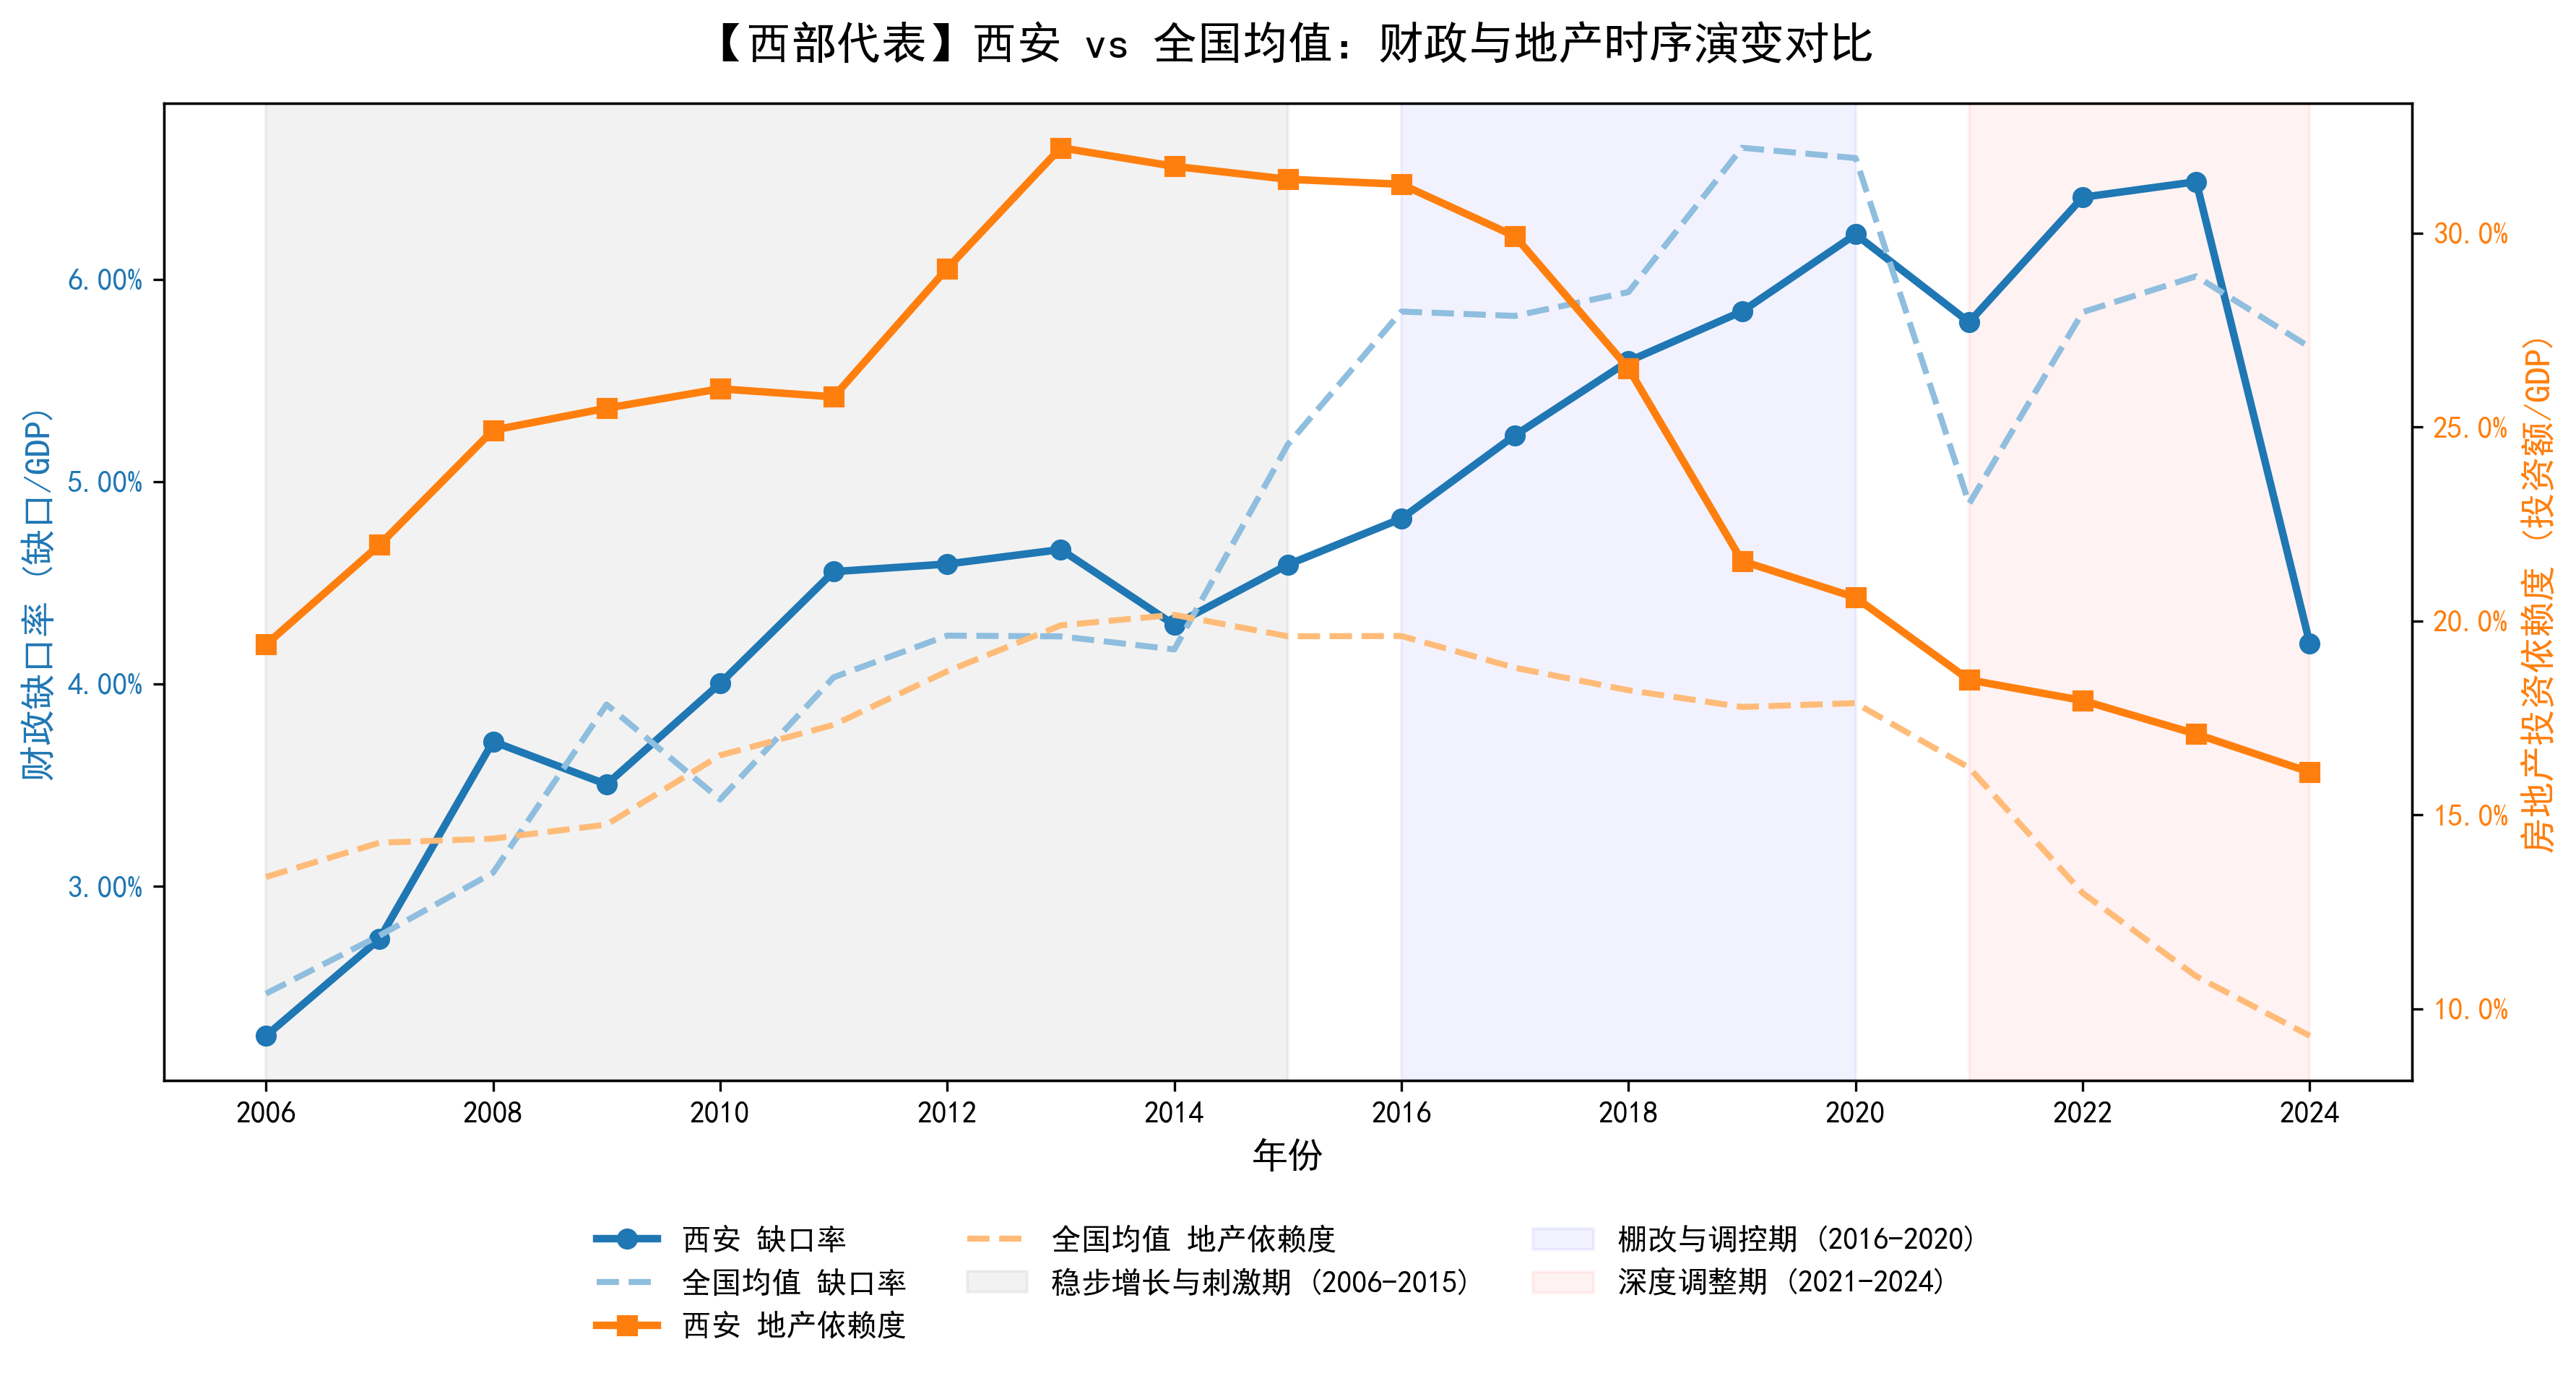 【西部代表】西安 vs 全国均值：财政与地产时序演变对比
财政缺口率 (缺口/GDP)
6.00%
5.00%
4.00%
3.00%
30.0%
25.0%
20.0%
15.0%
10.0%
房地产投资依赖度 (投资额/GDP)
2006 2008 2010 2012 2014 2016 2018 2020 2022 2024
年份
西安 缺口率
全国均值 缺口率
西安 地产依赖度
全国均值 地产依赖度
稳步增长与刺激期 (2006-2015)
棚改与调控期 (2016-2020)
深度调整期 (2021-2024)